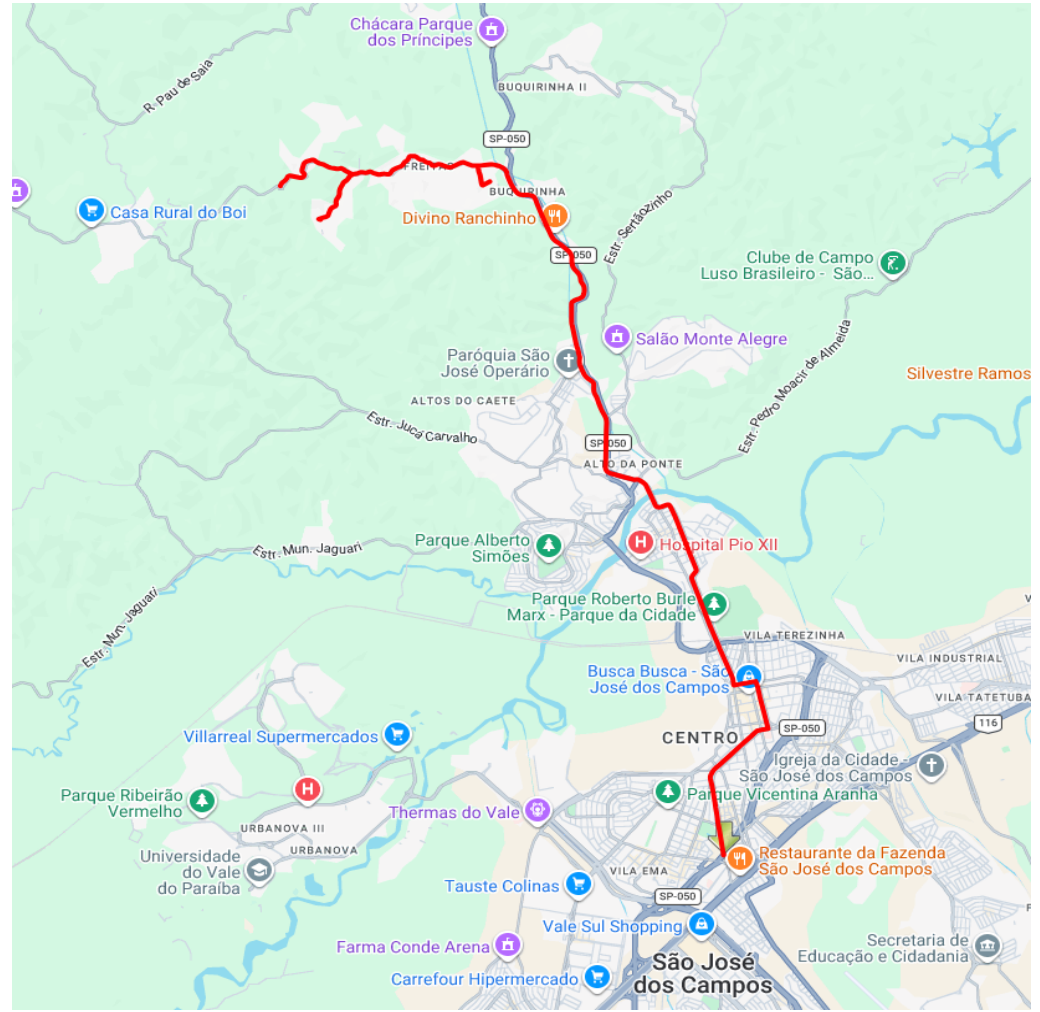 Chácara Parque
dos Príncipes
R. Pau de Saia
BUQUIRINHA II
SP-050
FREITAS
BUQUIRINHA
Casa Rural do Boi
Divino Ranchinho
Estr. Sertãozinho
SP-050
Clube de Campo
Luso Brasileiro - São...
Salão Monte Alegre
Paróquia São
José Operário
Estr. Pedro Moacir de Almeida
Silvestre Ramos
ALTOS DO CAETE
Estr. Jucá Carvalho
SP-050
ALTO DA PONTE
Parque Alberto
Simões
Hospital Pio XII
Estr. Mun. Jaguari
Estr. Mun. Jaguari
Parque Roberto Burle
Marx - Parque da Cidade
VILA TEREZINHA
VILA INDUSTRIAL
Busca Busca - São
José dos Campos
VILA TATETUBA
116
SP-050
CENTRO
Villarreal Supermercados
Igreja da Cidade -
São José dos Campos
Parque Vicentina Aranha
Parque Ribeirão
Vermelho
H
Thermas do Vale
URBANOVA III
URBANOVA
Universidade
do Vale
do Paraíba
Restaurante da Fazenda
São José dos Campos
VILA EMA
Tauste Colinas
SP-050
Vale Sul Shopping
Farma Conde Arena
Secretaria de
Educação e Cidadania
São José
dos Campos
Carrefour Hipermercado